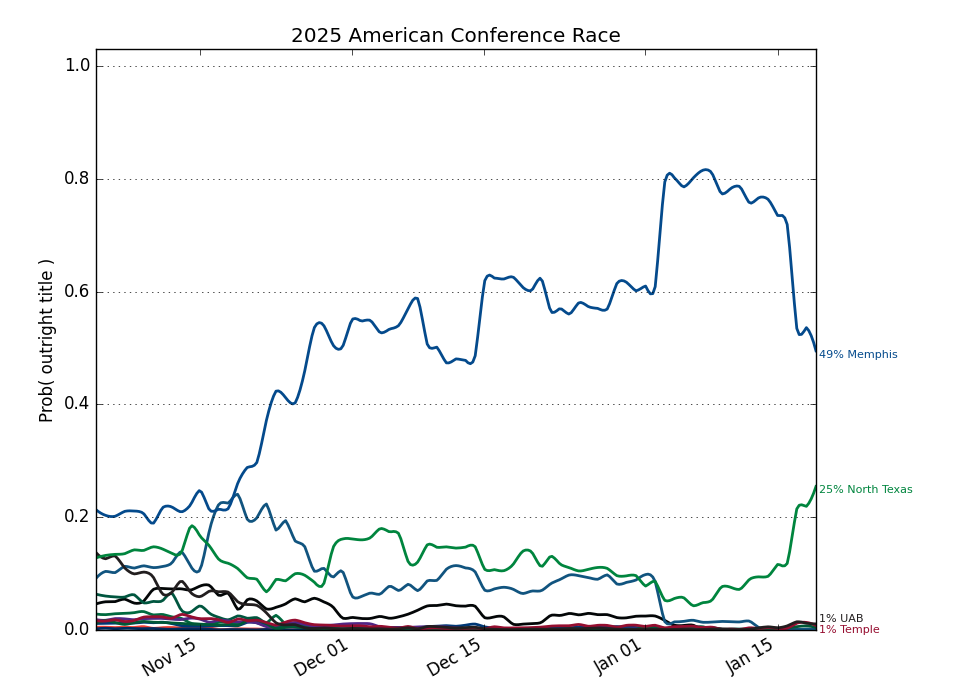 2025 American Conference Race
Prob( outright title )
1.0
0.8
0.6
0.4
0.2
0.0
49% Memphis
25% North Texas
1% UAB
1% Temple
Nov 15
Dec 01
Dec 15
Jan 01
Jan 15